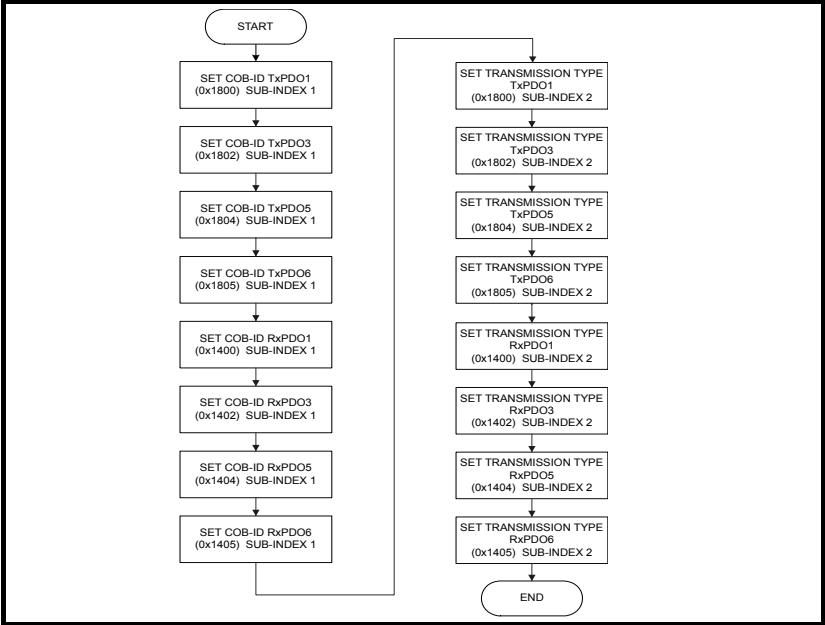 START
SET COB-ID TxPDO1
(0x1800) SUB-INDEX 1
SET COB-ID TxPDO3
(0x1802) SUB-INDEX 1
SET COB-ID TxPDO5
(0x1804) SUB-INDEX 1
SET COB-ID TxPDO6
(0x1805) SUB-INDEX 1
SET COB-ID RxPDO1
(0x1400) SUB-INDEX 1
SET COB-ID RxPDO3
(0x1402) SUB-INDEX 1
SET COB-ID RxPDO5
(0x1404) SUB-INDEX 1
SET COB-ID RxPDO6
(0x1405) SUB-INDEX 1
SET TRANSMISSION TYPE
TxPDO1
(0x1800) SUB-INDEX 2
SET TRANSMISSION TYPE
TxPDO3
(0x1802) SUB-INDEX 2
SET TRANSMISSION TYPE
TxPDO5
(0x1804) SUB-INDEX 2
SET TRANSMISSION TYPE
TxPDO6
(0x1805) SUB-INDEX 2
SET TRANSMISSION TYPE
RxPDO1
(0x1400) SUB-INDEX 2
SET TRANSMISSION TYPE
RxPDO3
(0x1402) SUB-INDEX 2
SET TRANSMISSION TYPE
RxPDO5
(0x1404) SUB-INDEX 2
SET TRANSMISSION TYPE
RxPDO6
(0x1405) SUB-INDEX 2
END